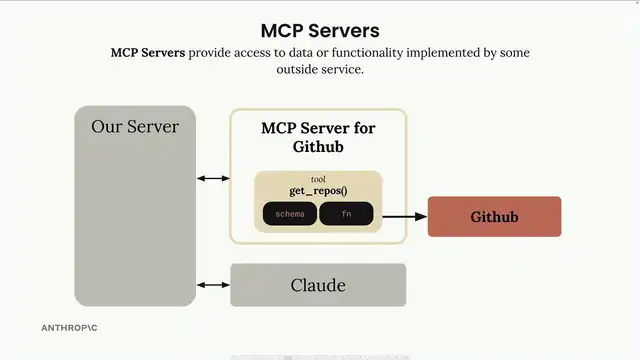 MCP Servers
MCP Servers provide access to data or functionality implemented by some
outside service.
Our Server
MCP Server for
Github
tool
get_repos()
schema
fn
Github
Claude
ANTHROP\C